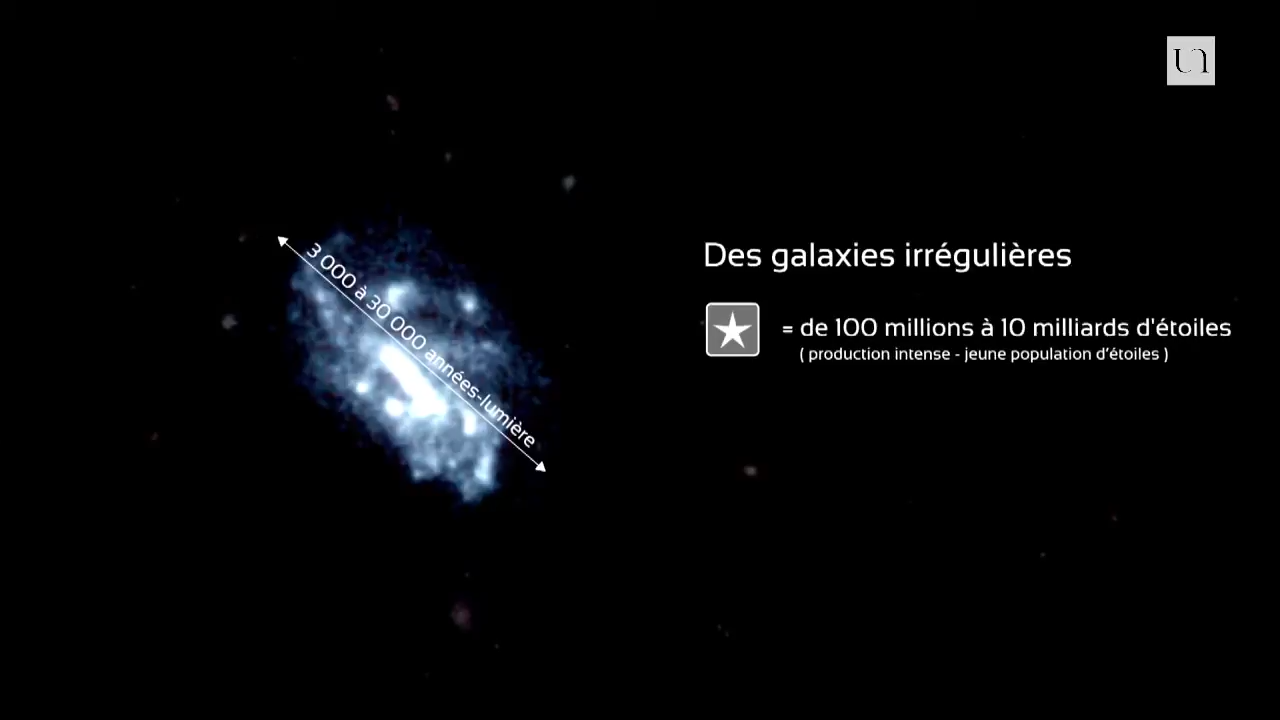 3 000 à 30 000 années-lumière
Des galaxies irrégulières
= de 100 millions à 10 milliards d'étoiles
( production intense - jeune population d'étoiles )